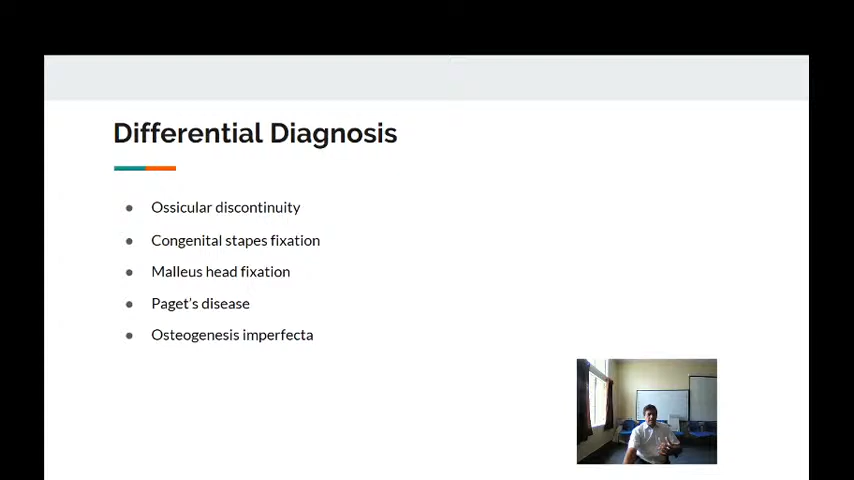 Differential Diagnosis
Ossicular discontinuity
Congenital stapes fixation
Malleus head fixation
Paget's disease
Osteogenesis imperfecta